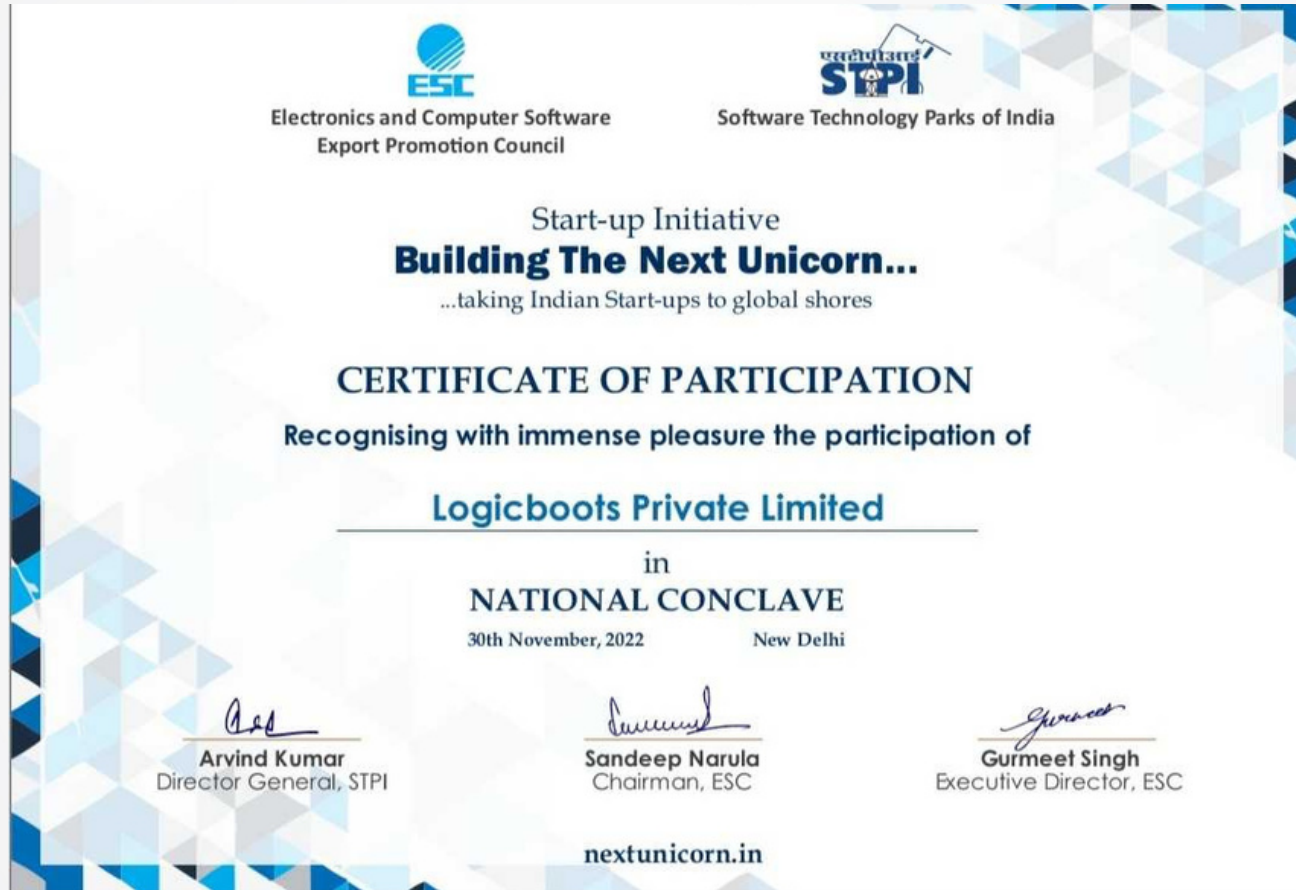 ESC
Electronics and Computer Software
Export Promotion Council
एसटीपीआई
STPI
Software Technology Parks of India
Start-up Initiative
Building The Next Unicorn...
...taking Indian Start-ups to global shores
CERTIFICATE OF PARTICIPATION
Recognising with immense pleasure the participation of
Logicboots Private Limited
in
NATIONAL CONCLAVE
30th November, 2022 New Delhi
Arvind Kumar
Director General, STPI
Sandeep Narula
Chairman, ESC
Gurmeet
Gurmeet Singh
Executive Director, ESC
nextunicorn.in